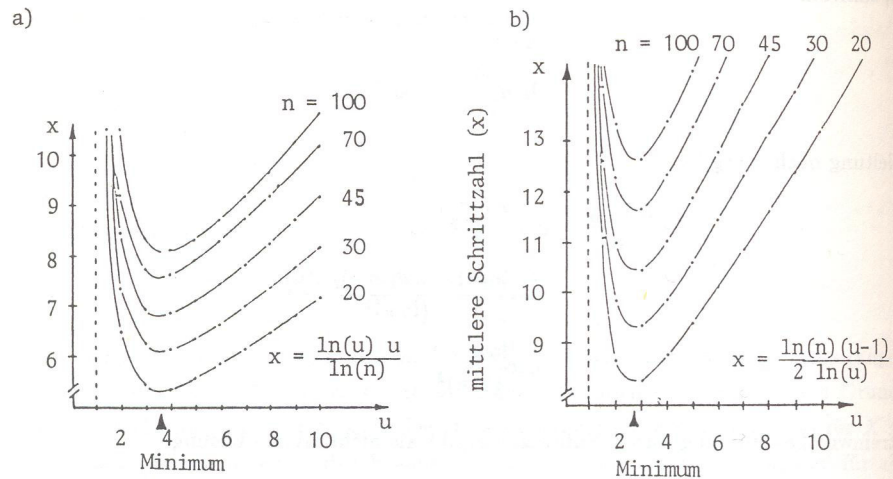 a)
n = 100
70
45
30
20
x
10
9
8
7
6
x = ln(u) u / ln(n)
2 4 6 8 10 u
Minimum
b)
n = 100 70 45 30 20
x
mittlere Schrittzahl (x)
13
12
11
10
9
x = ln(n) (u-1) / 2 ln(u)
2 4 6 8 10 u
Minimum